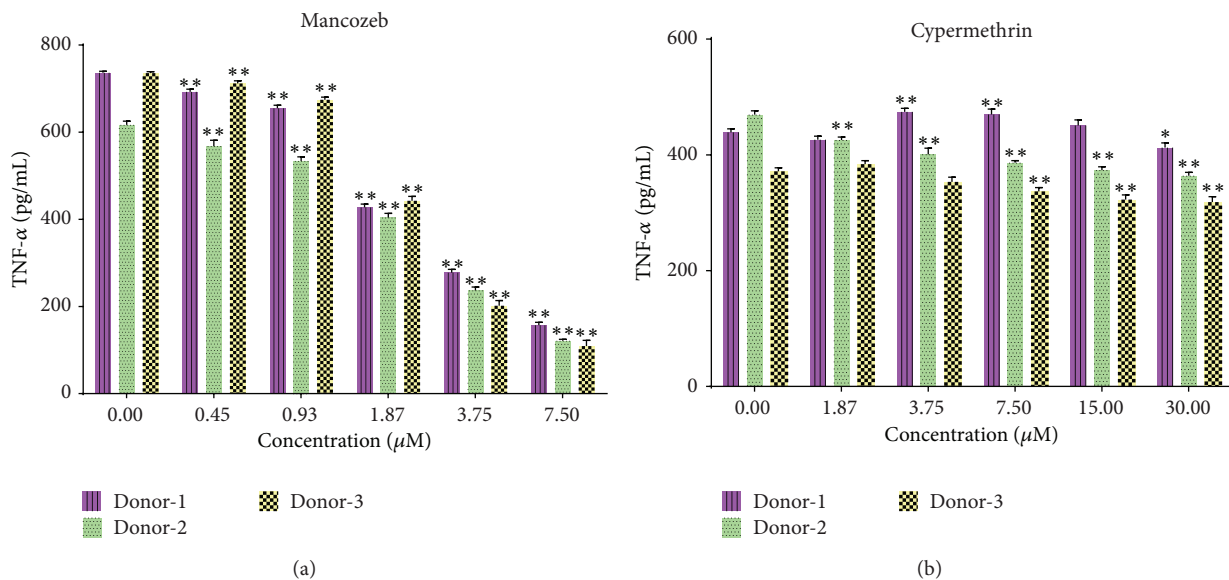 Mancozeb
800
600
400
200
0
TNF-α (pg/mL)
** ** ** ** ** ** ** ** ** ** ** ** ** ** **
0.00 0.45 0.93 1.87 3.75 7.50
Concentration (μM)
Donor-1 Donor-3
Donor-2
(a)
Cypermethrin
600
400
200
0
TNF-α (pg/mL)
** ** ** ** ** ** ** ** * ** **
0.00 1.87 3.75 7.50 15.00 30.00
Concentration (μM)
Donor-1 Donor-3
Donor-2
(b)